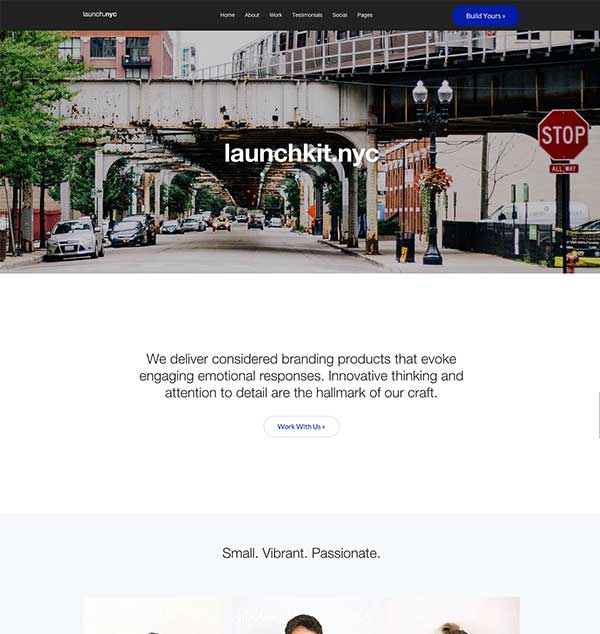 launch.nyc
Home About Work Testimonials Social Pages
Build Yours »
launchkit.nyc
STOP
ALL WAY
We deliver considered branding products that evoke
engaging emotional responses. Innovative thinking and
attention to detail are the hallmark of our craft.
Work With Us »
Small. Vibrant. Passionate.